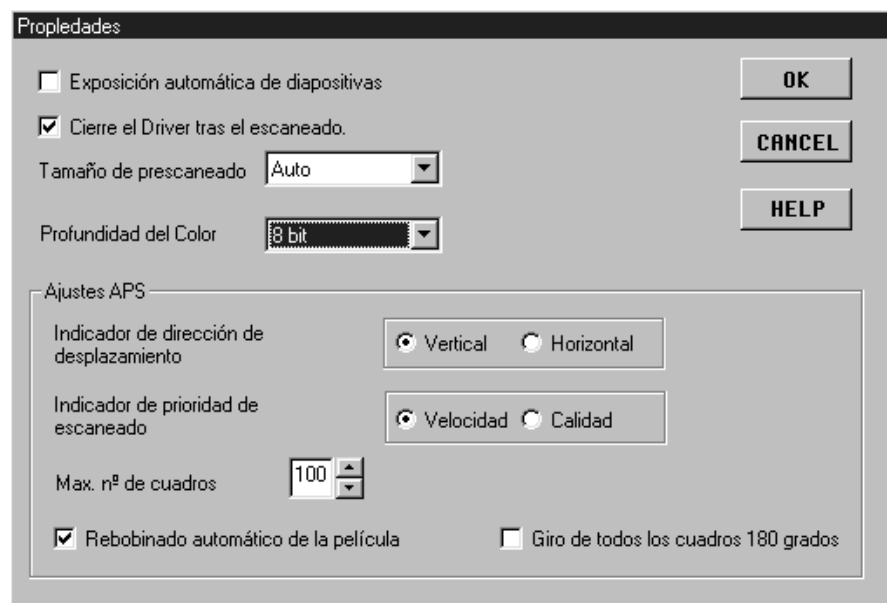 Propledades
Exposición automática de diapositivas
OK
Cierre el Driver tras el escaneado.
CANCEL
Tamaño de prescaneado Auto
HELP
Profundidad del Color 8 bit
Ajustes APS
Indicador de dirección de
desplazamiento
Vertical Horizontal
Indicador de prioridad de
escaneado
Velocidad Calidad
Max. nº de cuadros 100
Rebobinado automático de la película Giro de todos los cuadros 180 grados